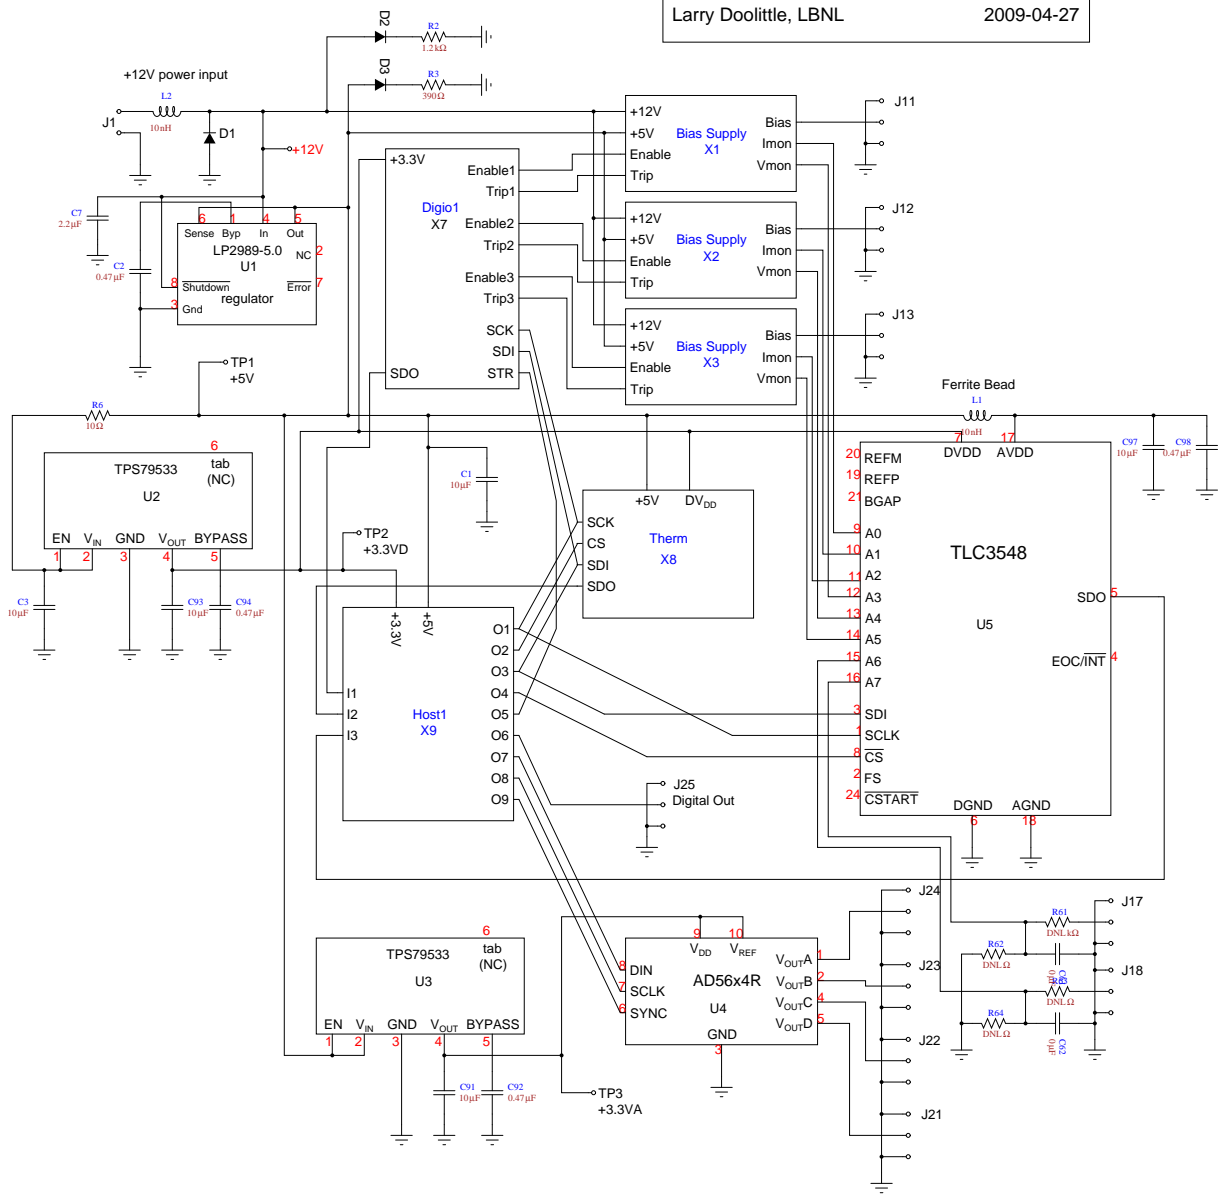 Larry Doolittle, LBNL 2009-04-27
D2
R2
1.2kΩ
D3
R3
390Ω
+12V power input
L2
10nH
J1
D1
+12V
C7
2.2μF
C2
0.47μF
6 1 4 5
Sense Byp In Out
LP2989-5.0
U1
NC 2
8 Shutdown
Error 7
regulator
3 Gnd
+3.3V
Digio1
X7
Enable1
Trip1
Enable2
Trip2
Enable3
Trip3
SCK
SDI
STR
SDO
+12V
+5V
Enable
Trip
Bias Supply
X1
Bias
Imon
Vmon
J11
+12V
+5V
Enable
Trip
Bias Supply
X2
Bias
Imon
Vmon
J12
+12V
+5V
Enable
Trip
Bias Supply
X3
Bias
Imon
Vmon
J13
TP1
+5V
R6
10Ω
6
TPS79533
tab
(NC)
U2
EN VIN GND VOUT BYPASS
1 2 3 4 5
C3
10μF
C93
10μF
C94
0.47μF
TP2
+3.3VD
C1
10μF
+5V DVDD
SCK
CS
SDI
SDO
Therm
X8
Ferrite Bead
L1
10nH
7 17
DVDD AVDD
C97
10μF
C98
0.47μF
20 REFM
19 REFP
21 BGAP
9 A0
10 A1
11 A2
12 A3
13 A4
14 A5
15 A6
16 A7
3 SDI
1 SCLK
8 CS
2 FS
24 CSTART
TLC3548
U5
SDO 5
EOC/INT 4
DGND AGND
6 18
+3.3V +5V
I1
I2
I3
Host1
X9
O1
O2
O3
O4
O5
O6
O7
O8
O9
J25
Digital Out
6
TPS79533
tab
(NC)
U3
EN VIN GND VOUT BYPASS
1 2 3 4 5
C91
10μF
C92
0.47μF
TP3
+3.3VA
9 10
VDD VREF
8 DIN
7 SCLK
6 SYNC
AD56x4R
U4
VOUTA 1
VOUTB 2
VOUTC 4
VOUTD 5
GND
3
J24
J23
J22
J21
R61
DNL kΩ
R62
DNL Ω
0μF
R63
DNL Ω
R64
DNL Ω
C62
0μF
J17
J18